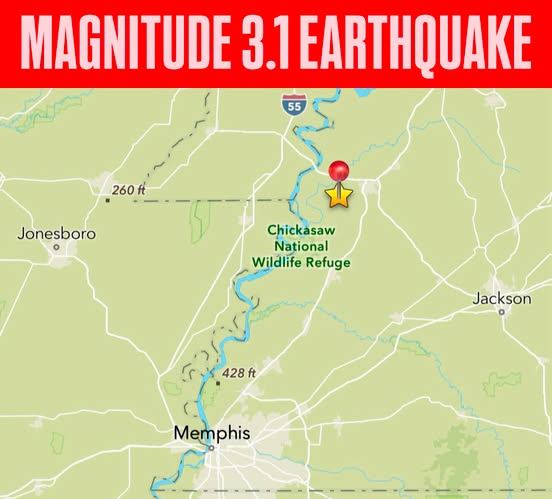 MAGNITUDE 3.1 EARTHQUAKE
55
260 ft
Jonesboro
Chickasaw
National
Wildlife Refuge
Jackson
428 ft
Memphis